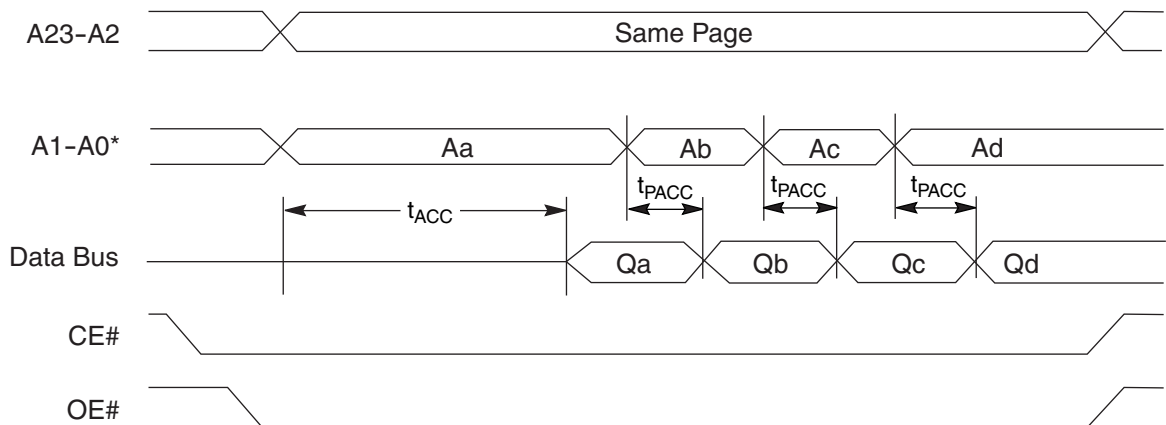 A23-A2
Same Page
A1-A0*
Aa Ab Ac Ad
tACC tPACC tPACC tPACC
Data Bus
Qa Qb Qc Qd
CE#
OE#